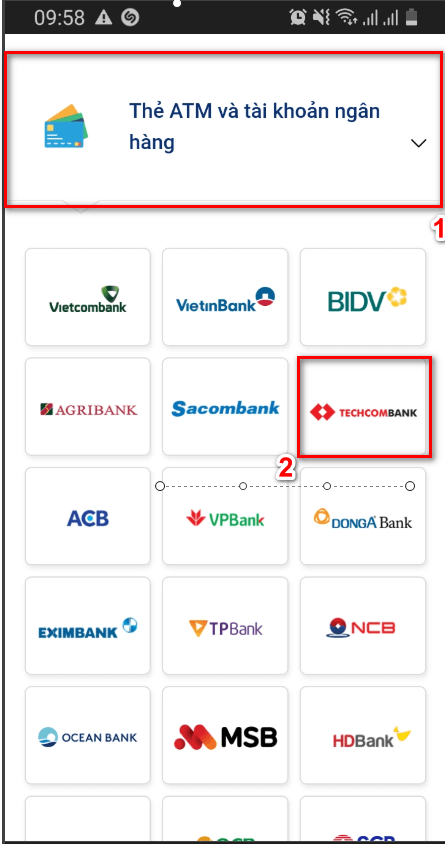 09:58
Thẻ ATM và tài khoản ngân
hàng
1
Vietcombank
VietinBank
BIDV
AGRIBANK
Sacombank
TECHCOMBANK
2
ACB
VPBank
DONGA Bank
EXIMBANK
TPBank
NCB
OCEAN BANK
MSB
HDBank